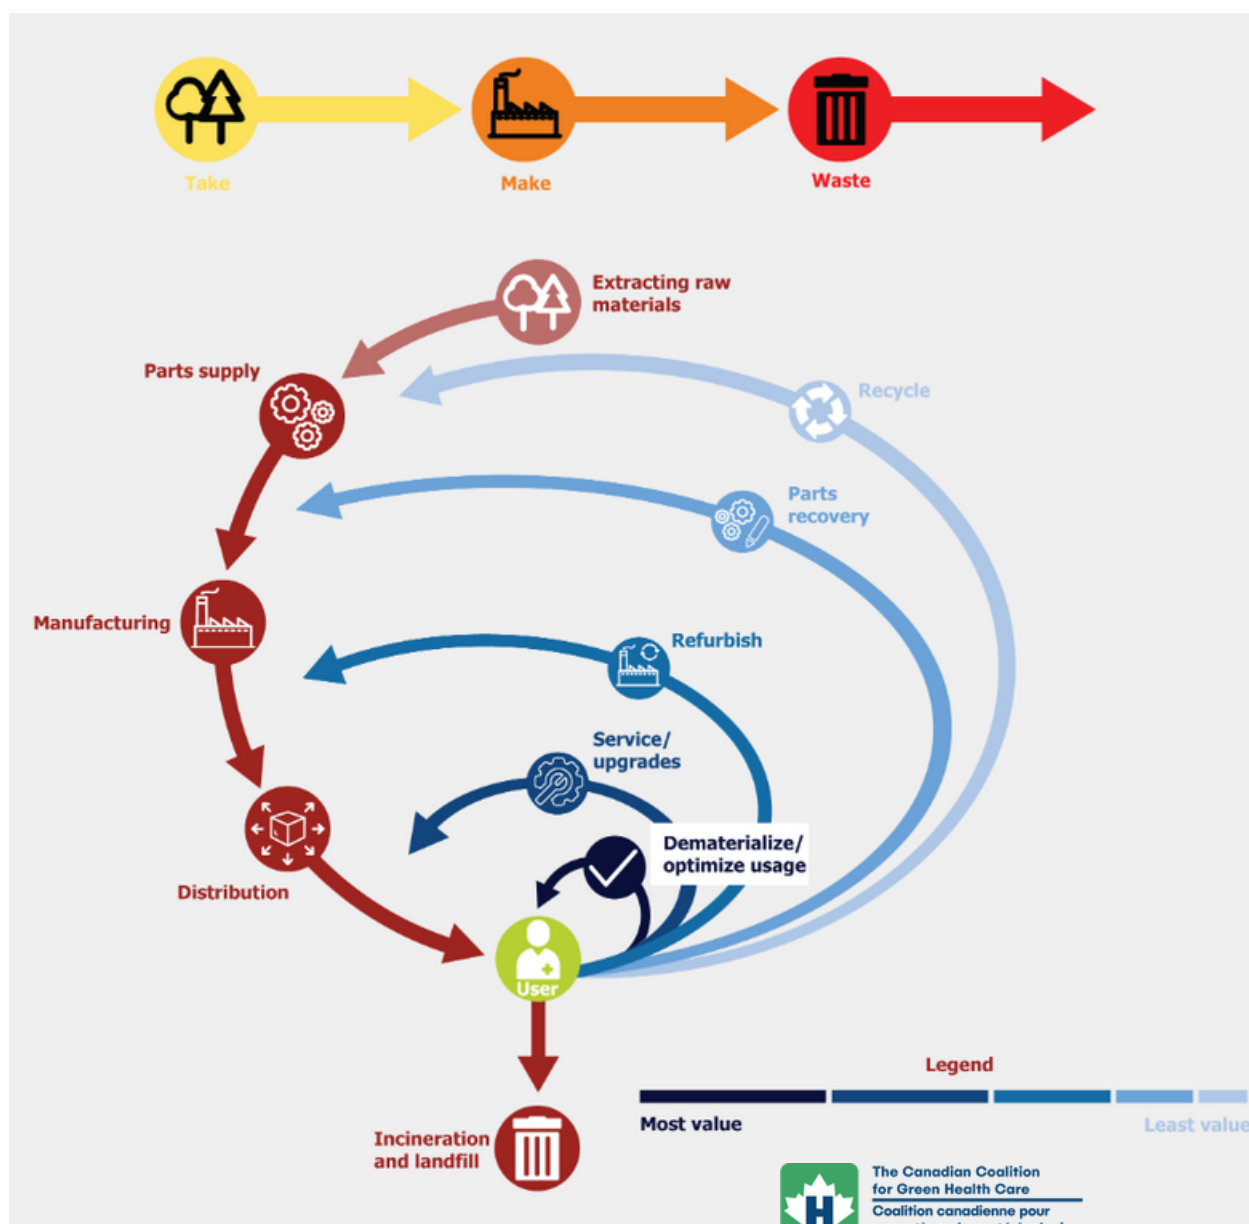 Take
Make
Waste
Extracting raw
materials
Parts supply
Recycle
Parts
recovery
Manufacturing
Refurbish
Service/
upgrades
Dematerialize/
optimize usage
Distribution
User
Legend
Most value
Least value
Incineration
and landfill
H
The Canadian Coalition
for Green Health Care
Coalition canadienne pour